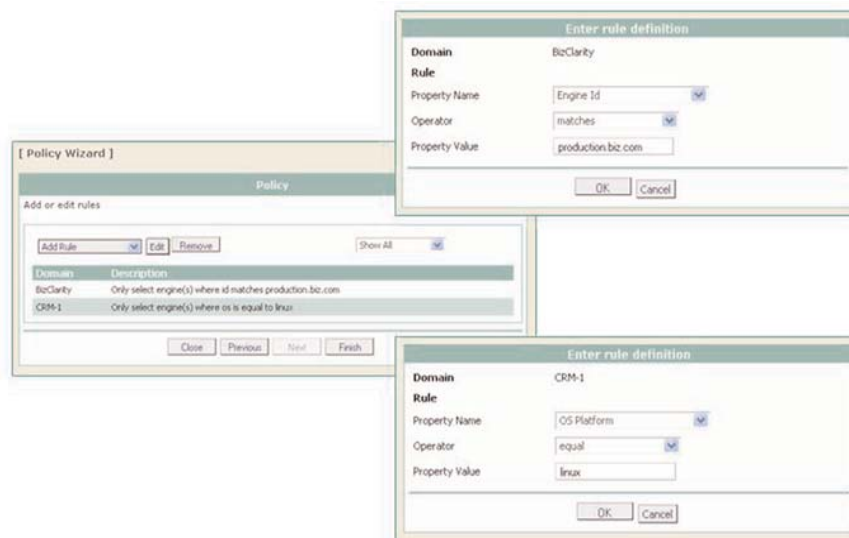 [ Policy Wizard ]
Policy
Add or edit rules
Add Rule Edit Remove Show All
Domain Description
BizClarity Only select engine(s) where id matches production.biz.com
CRM-1 Only select engine(s) where os is equal to linux
Close Previous Next Finish
Enter rule definition
Domain BizClarity
Rule
Property Name Engine Id
Operator matches
Property Value production.biz.com
OK Cancel
Enter rule definition
Domain CRM-1
Rule
Property Name OS Platform
Operator equal
Property Value linux
OK Cancel